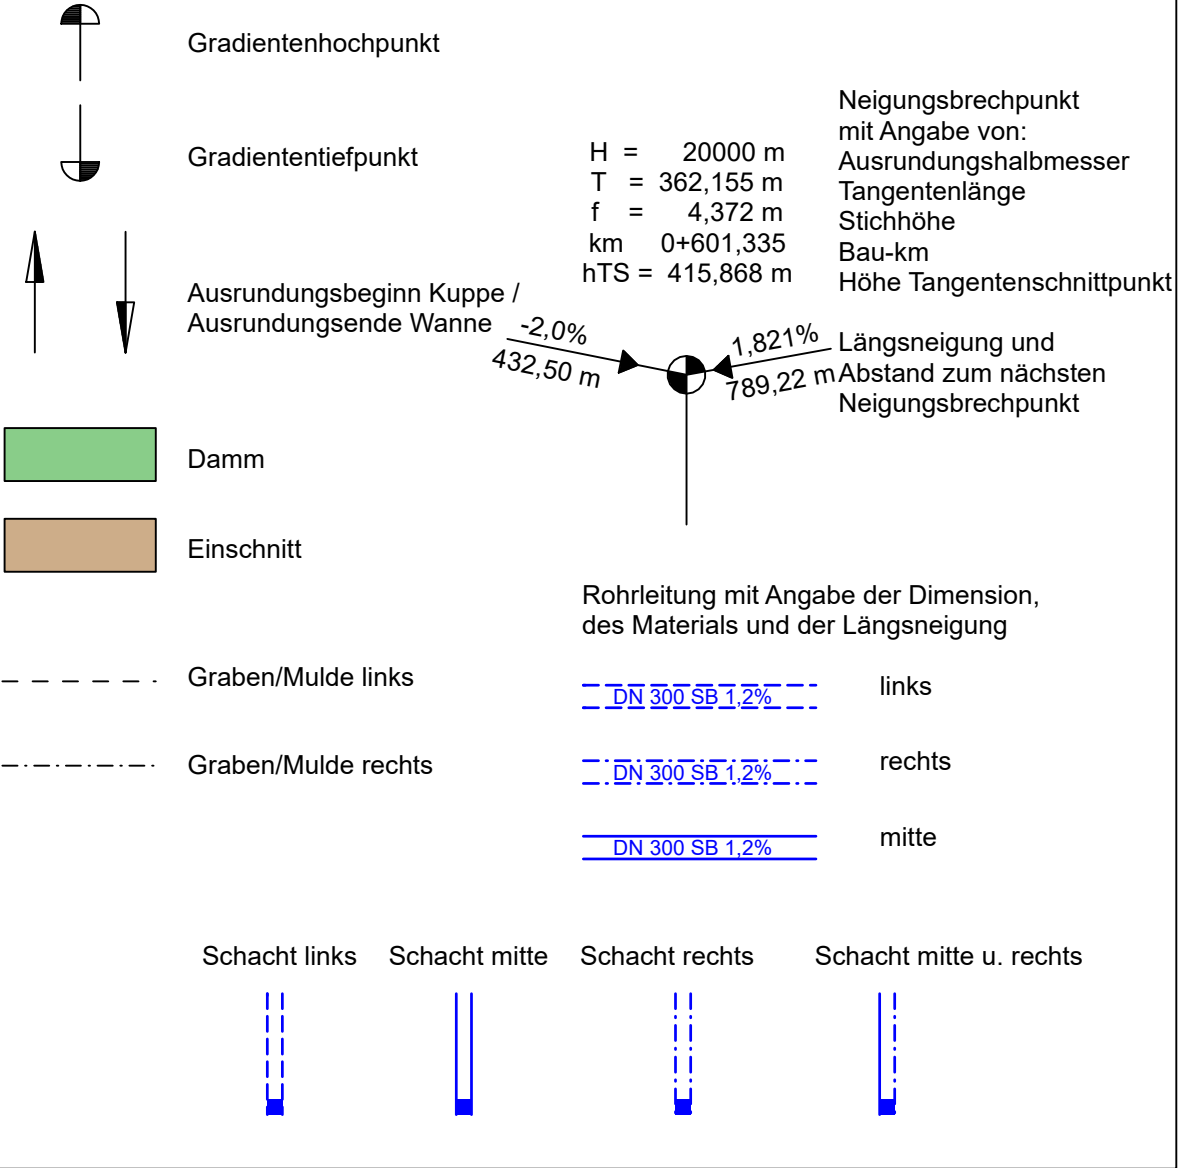 Gradientenhochpunkt
Gradiententiefpunkt
H = 20000 m
T = 362,155 m
f = 4,372 m
km 0+601,335
hTS = 415,868 m
Neigungsbrechpunkt
mit Angabe von:
Ausrundungshalbmesser
Tangentenlänge
Stichhöhe
Bau-km
Höhe Tangentenschnittpunkt
Ausrundungsbeginn Kuppe /
Ausrundungsende Wanne
-2,0%
432,50 m
1,821%
789,22 m
Längsneigung und
Abstand zum nächsten
Neigungsbrechpunkt
Damm
Einschnitt
Rohrleitung mit Angabe der Dimension,
des Materials und der Längsneigung
Graben/Mulde links
DN 300 SB 1,2%
links
Graben/Mulde rechts
DN 300 SB 1,2%
rechts
DN 300 SB 1,2%
mitte
Schacht links
Schacht mitte
Schacht rechts
Schacht mitte u. rechts